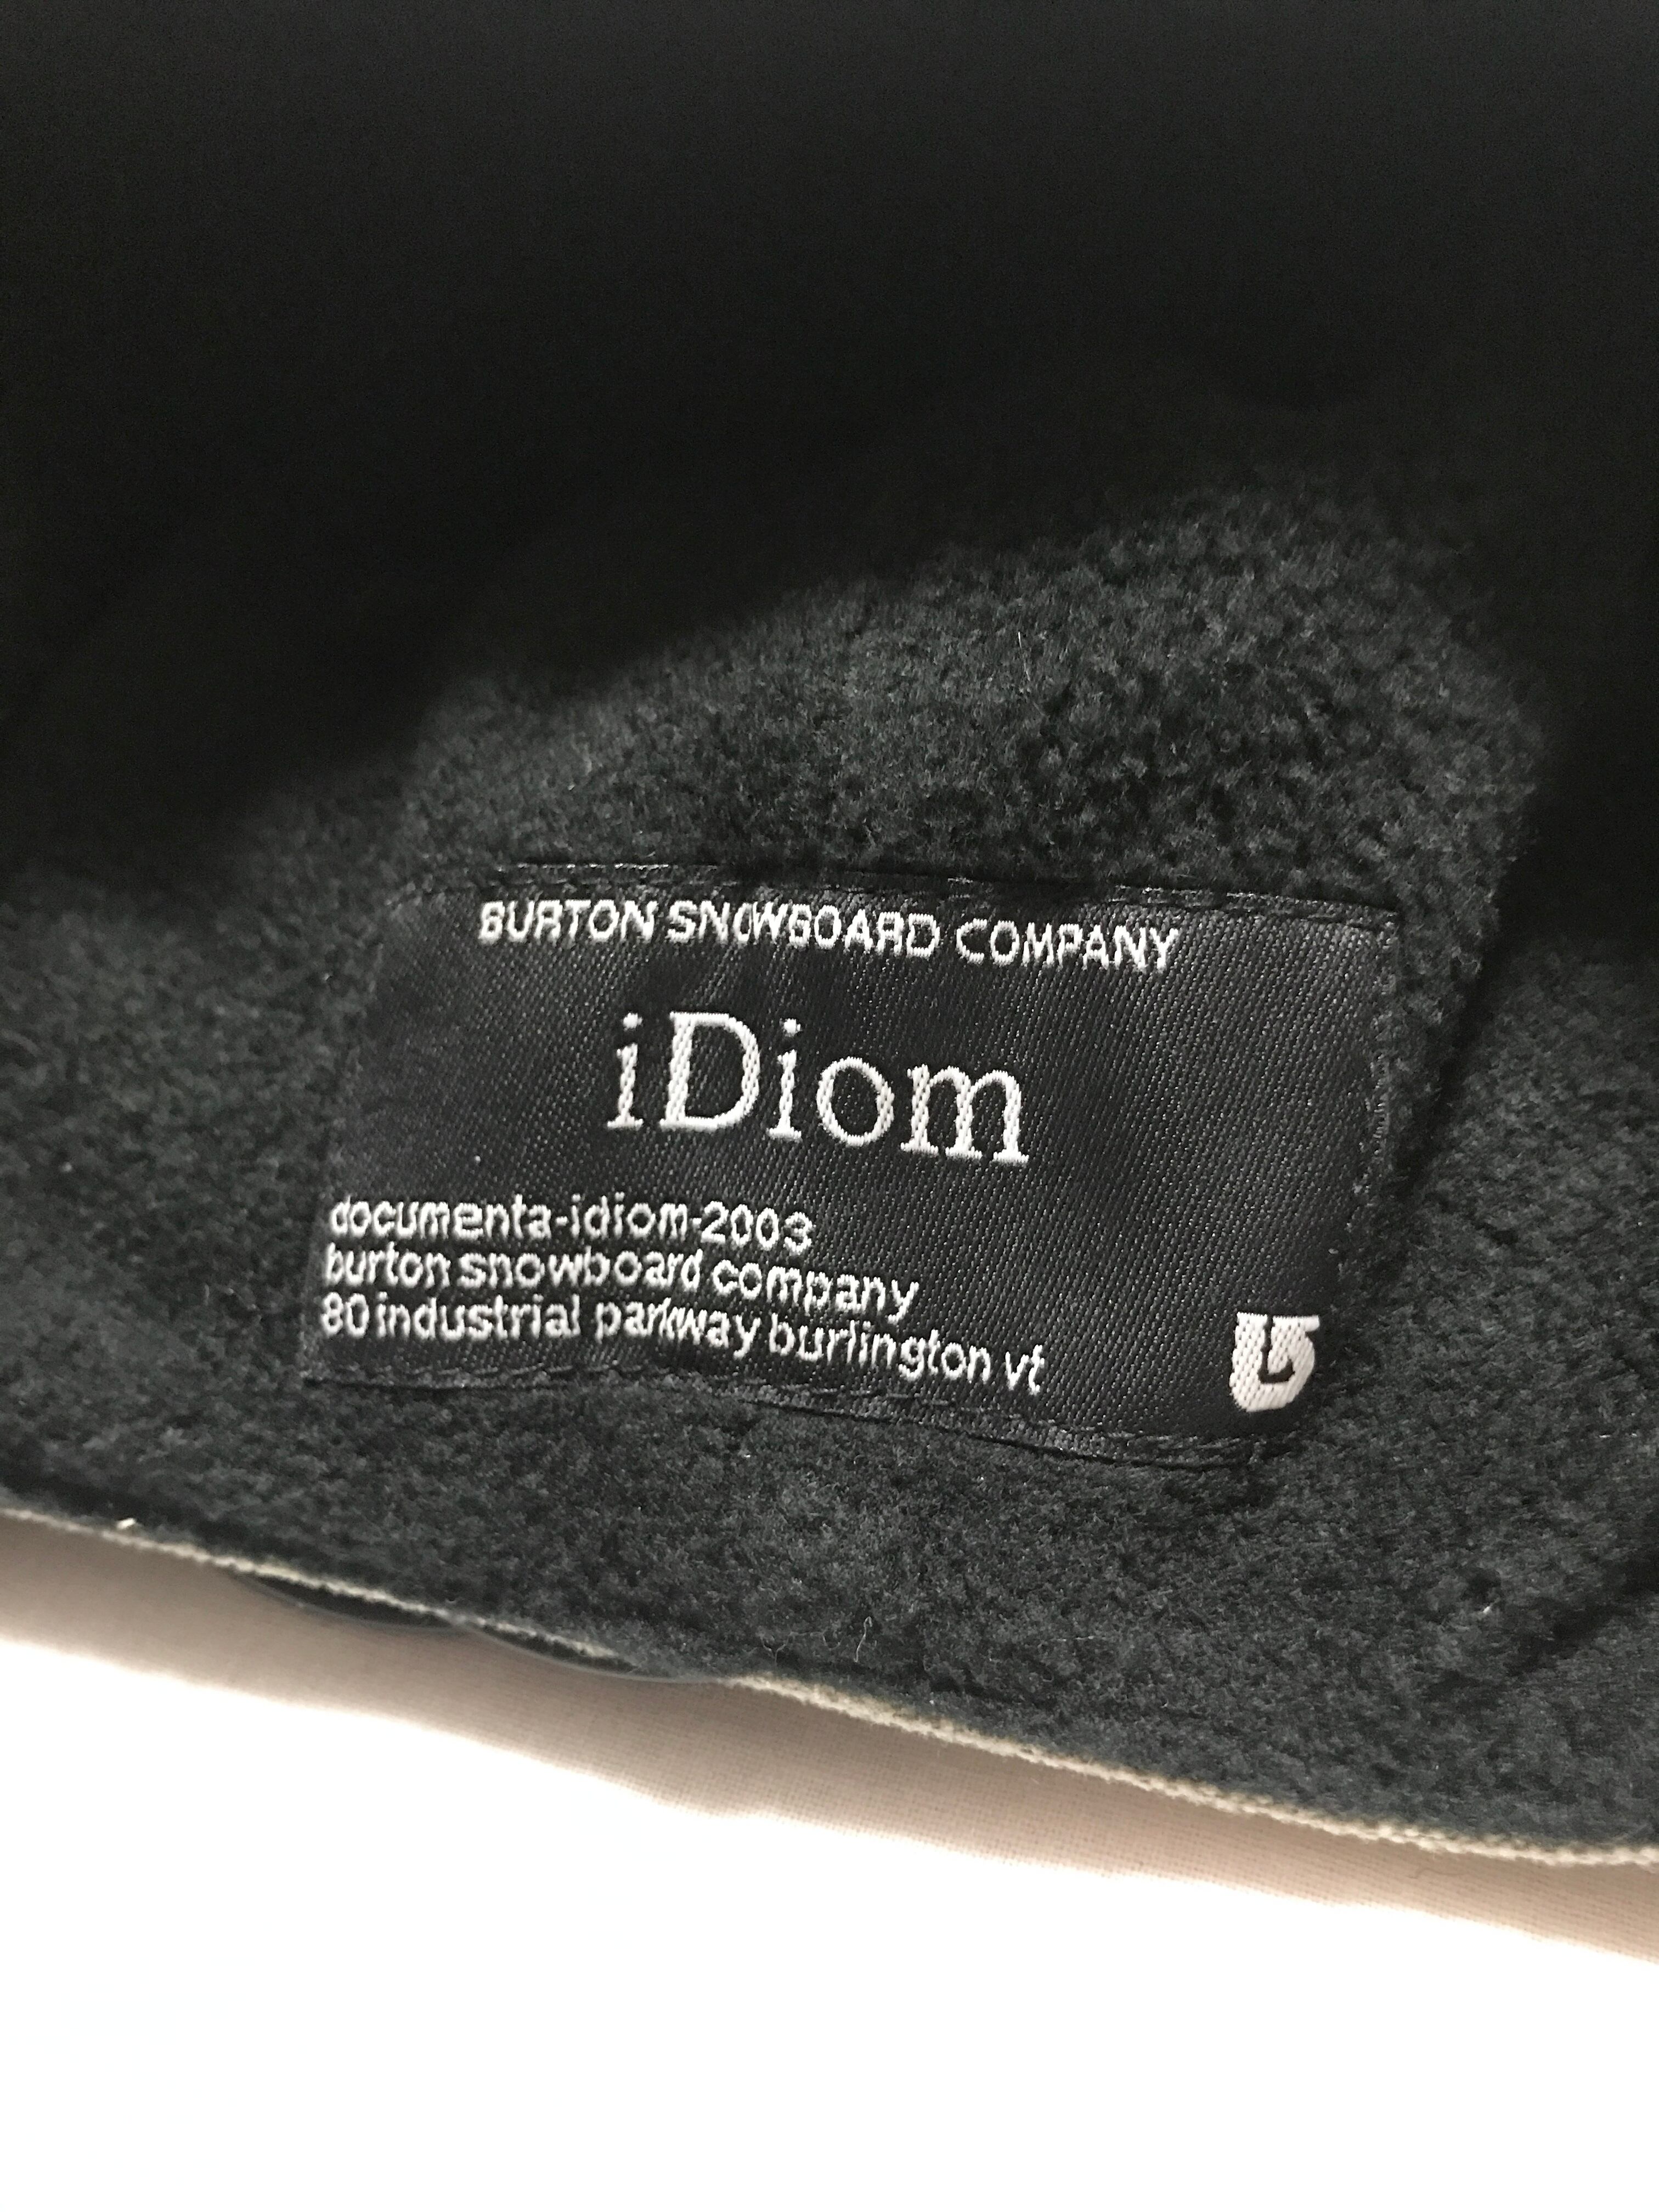 BURTON SNOWBOARD COMPANY
iDiom
documenta-idiom-2003
burton snowboard company
80 industrial parkway burlington vt